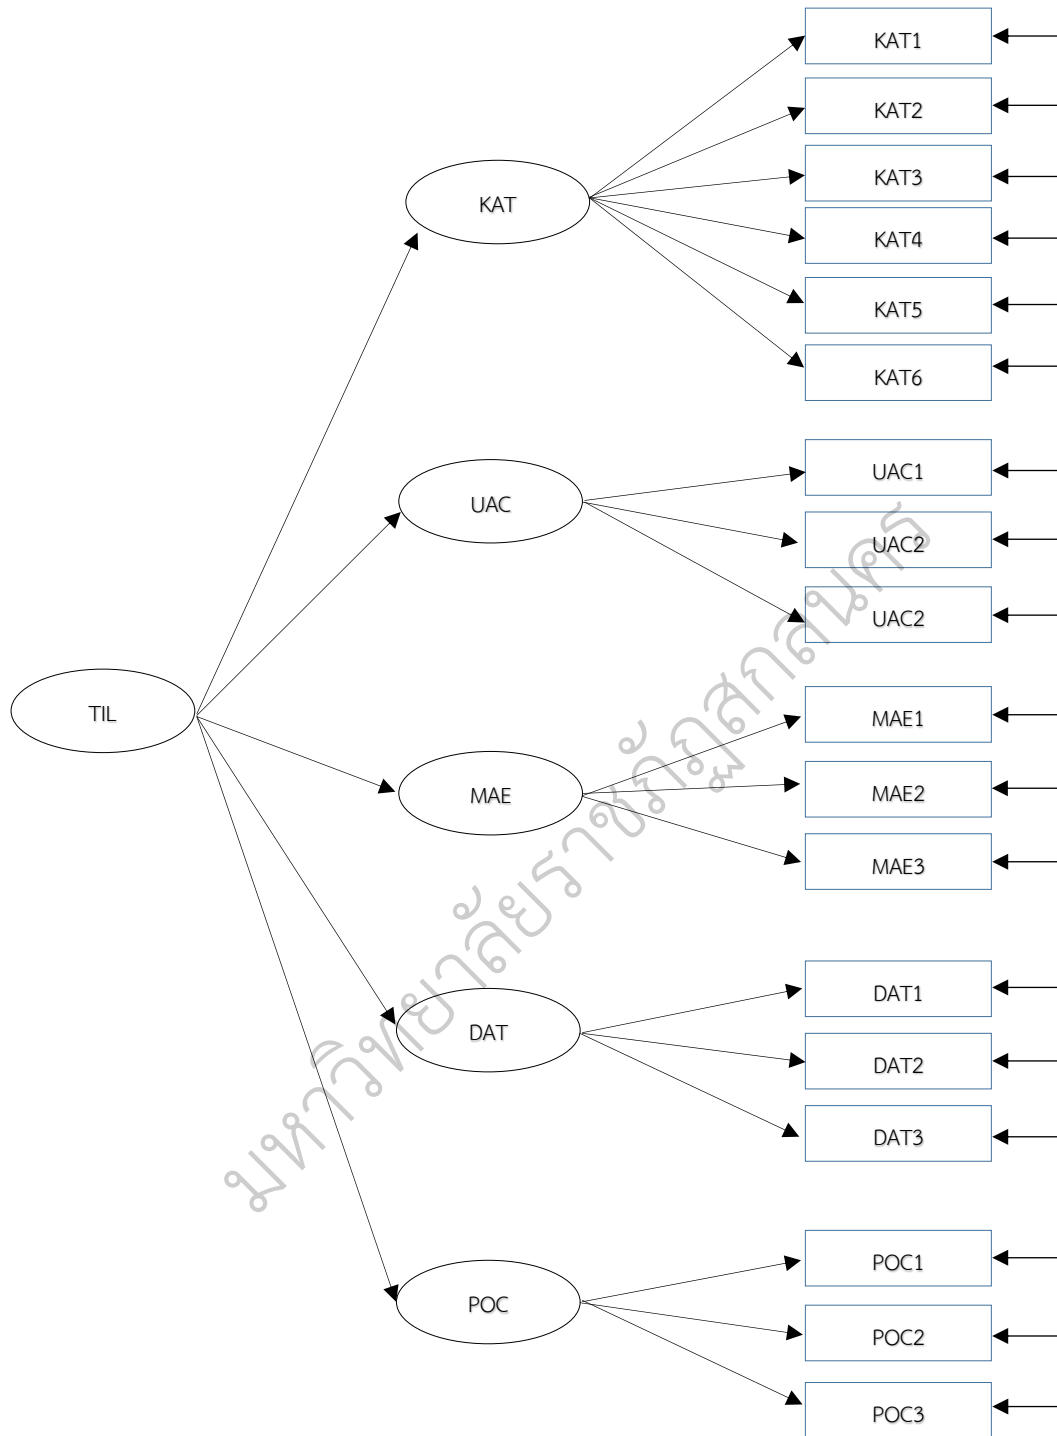 KAT1
KAT2
KAT3
KAT
KAT4
KAT5
KAT6
UAC1
UAC
UAC2
UAC2
TIL
MAE1
MAE
MAE2
MAE3
DAT1
DAT
DAT2
DAT3
POC1
POC
POC2
POC3
มหาวิทยาลัยราชภัฏสกลนคร